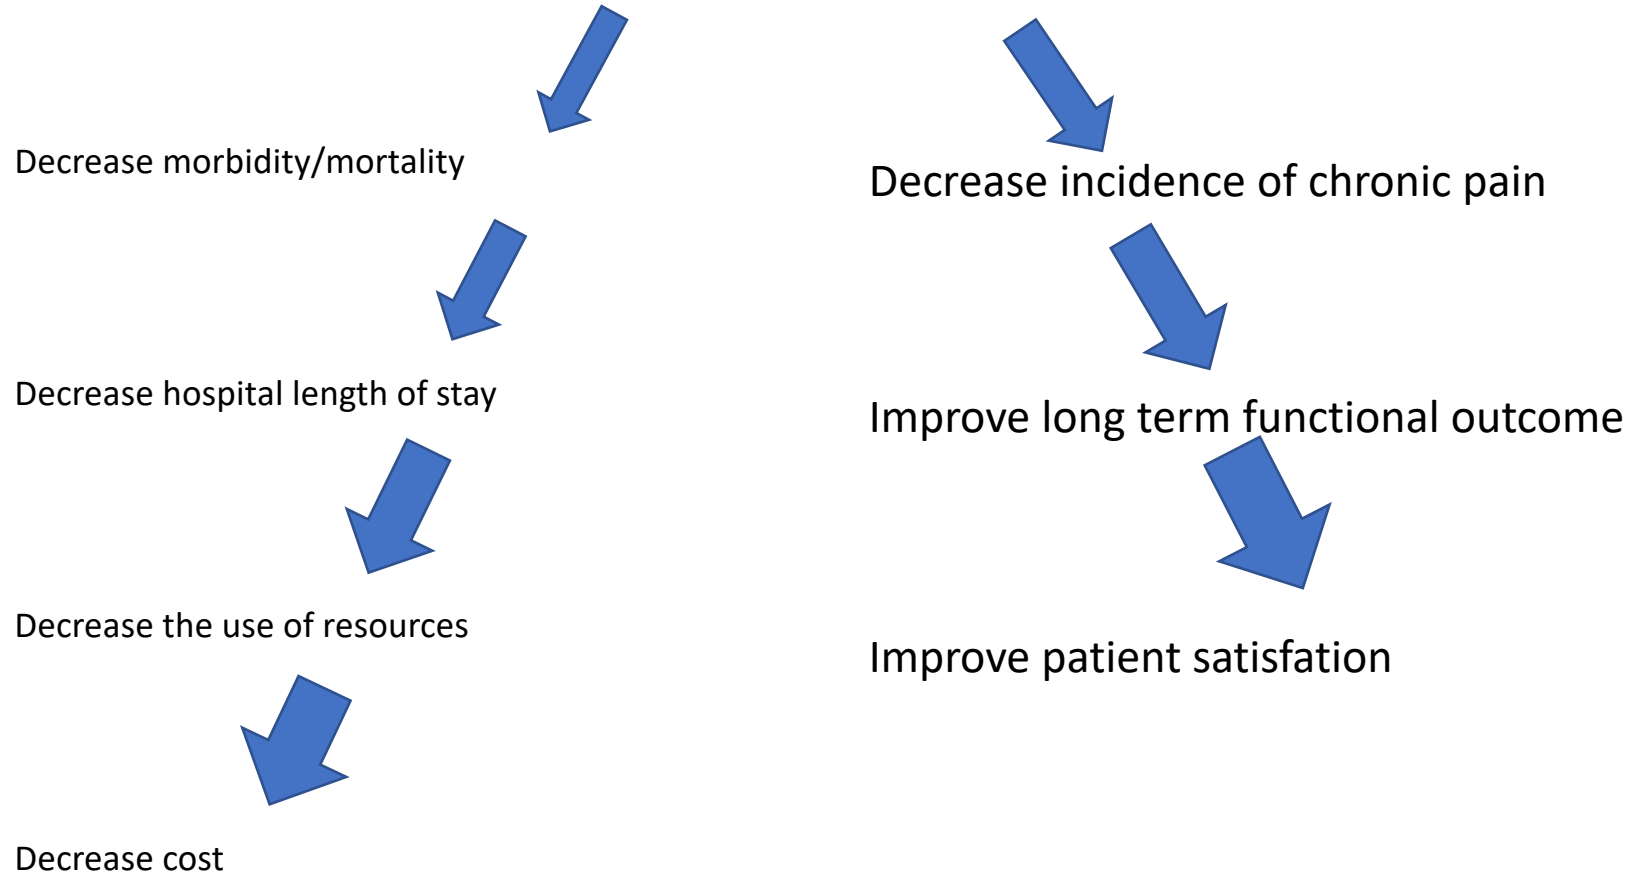 Decrease morbidity/mortality
Decrease hospital length of stay
Decrease the use of resources
Decrease cost
Decrease incidence of chronic pain
Improve long term functional outcome
Improve patient satisfation